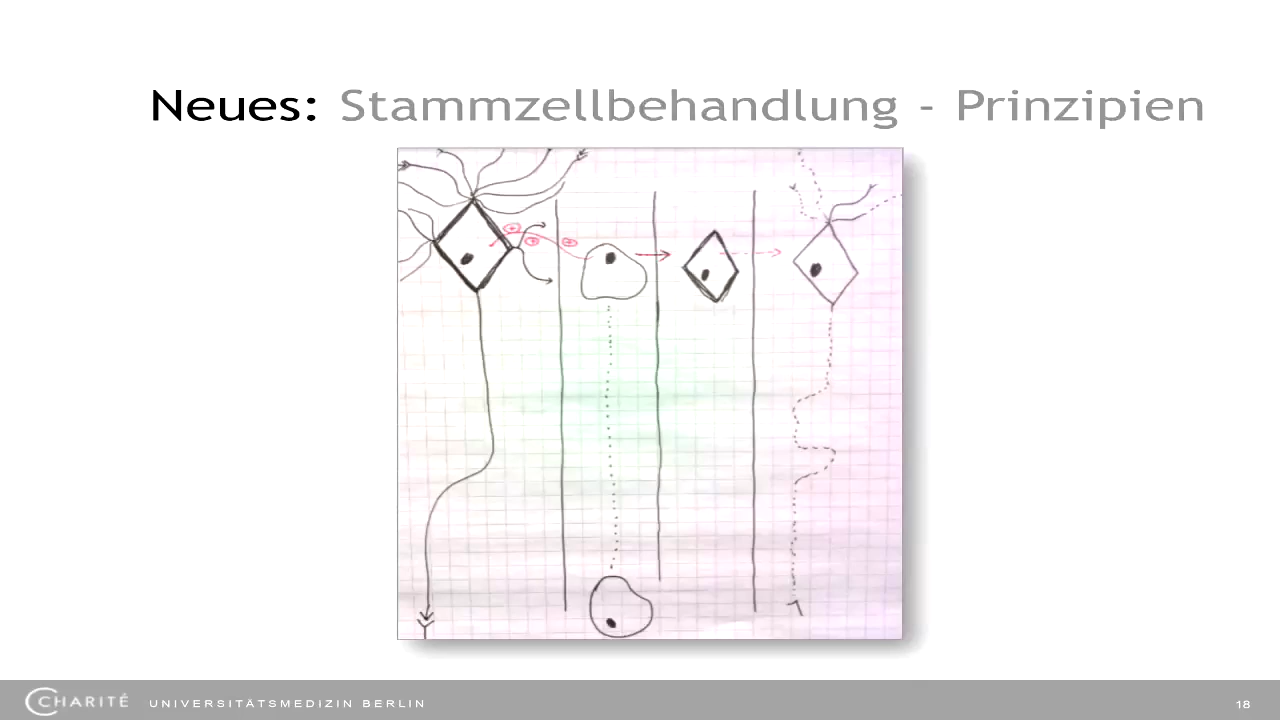 Neues: Stammzellbehandlung - Prinzipien
CHARITÉ UNIVERSITÄTSMEDIZIN BERLIN
18